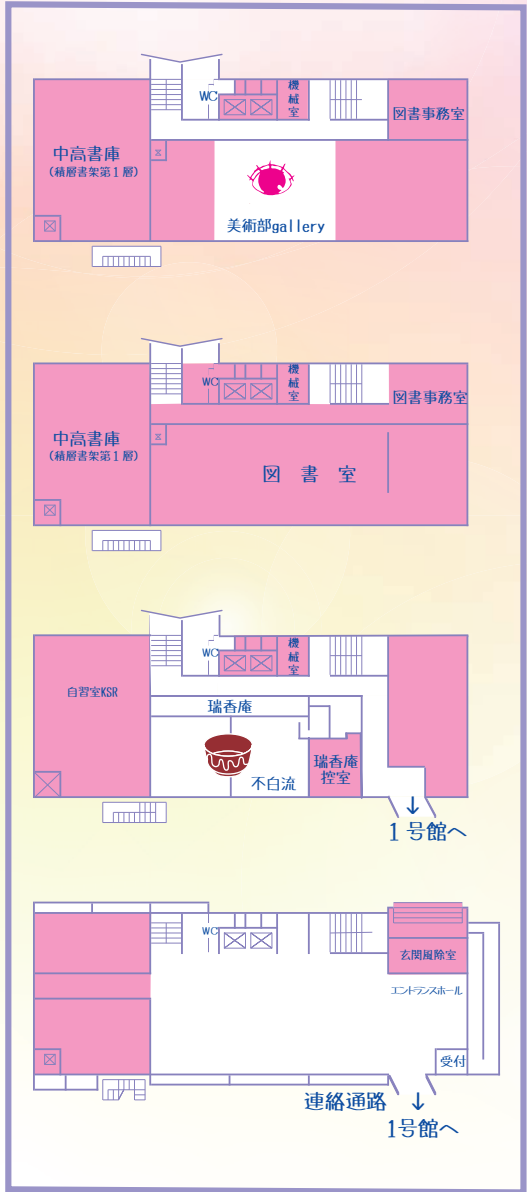 WC
機
械
室
図書事務室
中高書庫
（積層書架第１層）
美術部gallery
WC
機
械
室
図書事務室
中高書庫
（積層書架第１層）
図 書 室
WC
機
械
室
自習室KSR
瑞香庵
瑞香庵
控室
不白流
↓
１号館へ
WC
玄関風除室
エントランスホール
受付
連絡通路 ↓
1号館へ